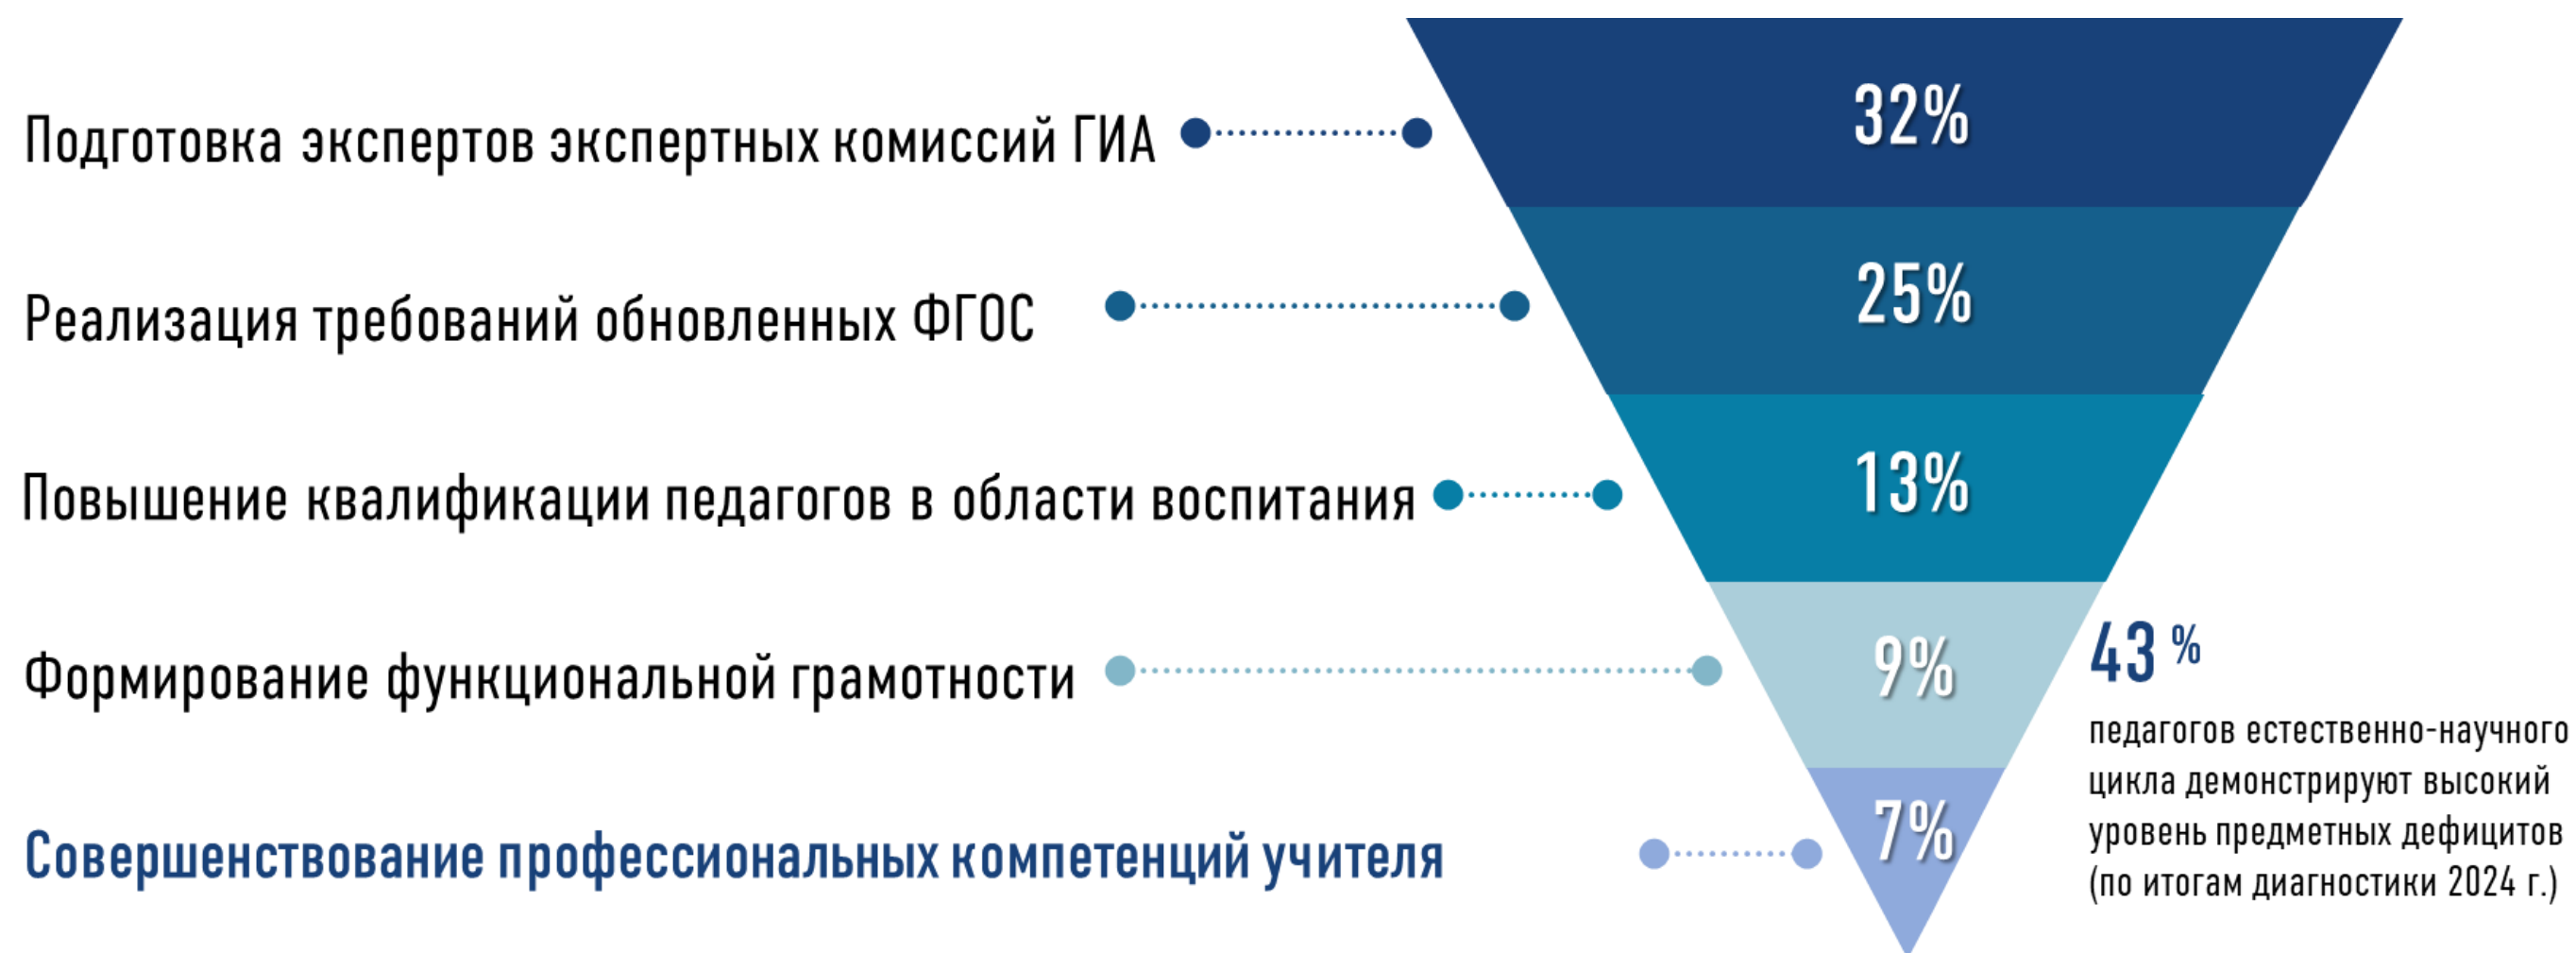 Подготовка экспертов экспертных комиссий ГИА
32%
Реализация требований обновленных ФГОС
25%
Повышение квалификации педагогов в области воспитания
13%
Формирование функциональной грамотности
9%
Совершенствование профессиональных компетенций учителя
7%
43 %
педагогов естественно-научного
цикла демонстрируют высокий
уровень предметных дефицитов
(по итогам диагностики 2024 г.)